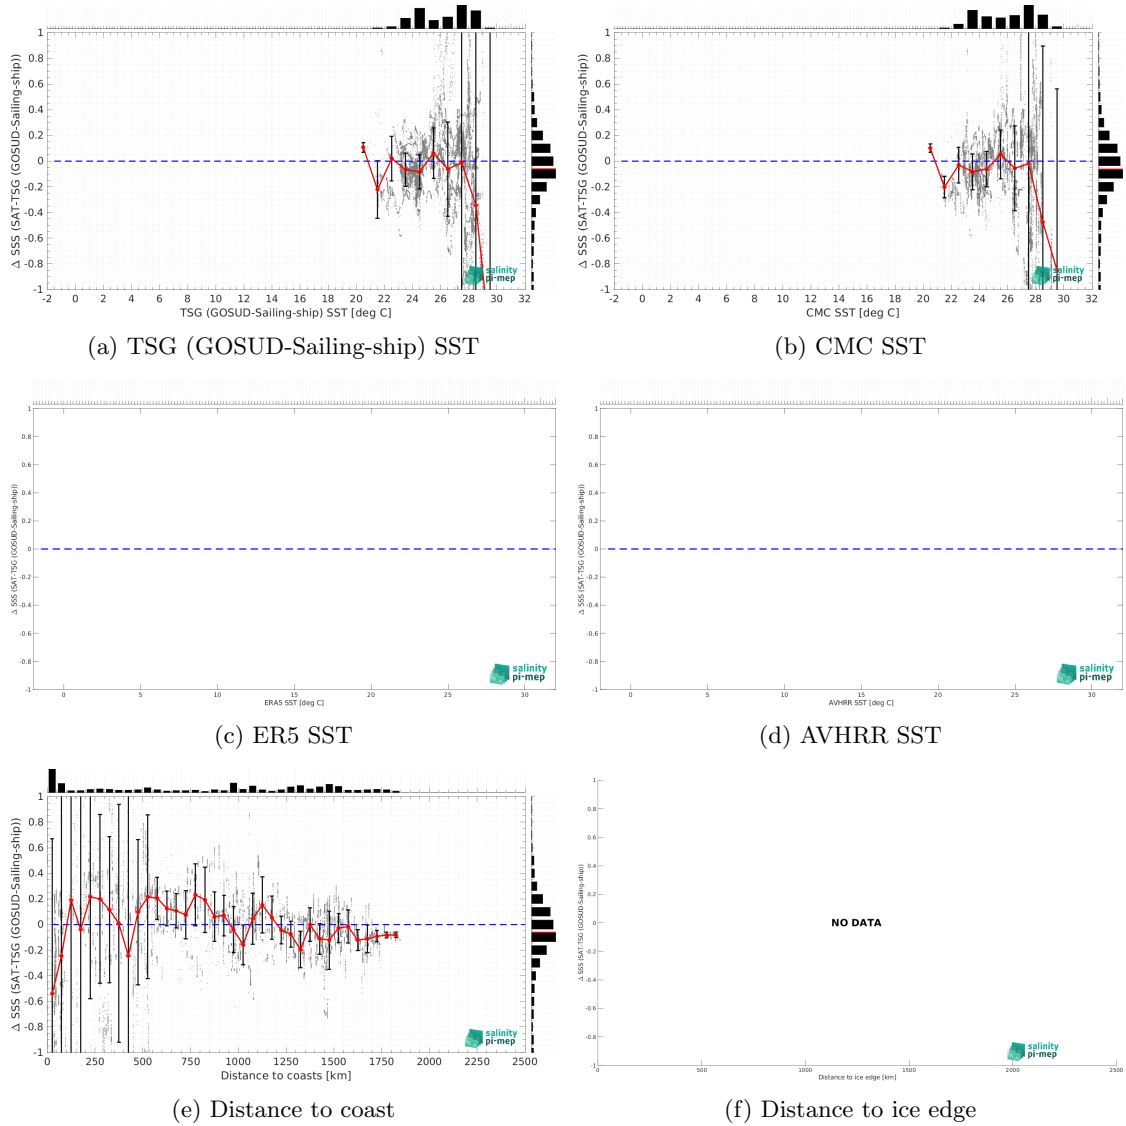 Δ SSS (SAT-TSG (GOSUD-Sailing-ship))
1
0.8
0.6
0.4
0.2
0
-0.2
-0.4
-0.6
-0.8
-1
salinity
pi-mep
-2 0 2 4 6 8 10 12 14 16 18 20 22 24 26 28 30 32
TSG (GOSUD-Sailing-ship) SST [deg C]
(a) TSG (GOSUD-Sailing-ship) SST
Δ SSS (SAT-TSG (GOSUD-Sailing-ship))
1
0.8
0.6
0.4
0.2
0
-0.2
-0.4
-0.6
-0.8
-1
salinity
pi-mep
-2 0 2 4 6 8 10 12 14 16 18 20 22 24 26 28 30 32
CMC SST [deg C]
(b) CMC SST
Δ SSS (SAT-TSG (GOSUD-Sailing-ship))
1
0.8
0.6
0.4
0.2
0
-0.2
-0.4
-0.6
-0.8
-1
salinity
pi-mep
0 5 10 15 20 25 30
ERA5 SST [deg C]
(c) ER5 SST
Δ SSS (SAT-TSG (GOSUD-Sailing-ship))
1
0.8
0.6
0.4
0.2
0
-0.2
-0.4
-0.6
-0.8
-1
salinity
pi-mep
0 5 10 15 20 25 30
AVHRR SST [deg C]
(d) AVHRR SST
Δ SSS (SAT-TSG (GOSUD-Sailing-ship))
1
0.8
0.6
0.4
0.2
0
-0.2
-0.4
-0.6
-0.8
-1
salinity
pi-mep
0 250 500 750 1000 1250 1500 1750 2000 2250 2500
Distance to coasts [km]
(e) Distance to coast
Δ SSS (SAT-TSG (GOSUD-Sailing-ship))
1
0.8
0.6
0.4
0.2
0
-0.2
-0.4
-0.6
-0.8
-1
NO DATA
salinity
pi-mep
0 500 1000 1500 2000 2500
Distance to ice edge [km]
(f) Distance to ice edge